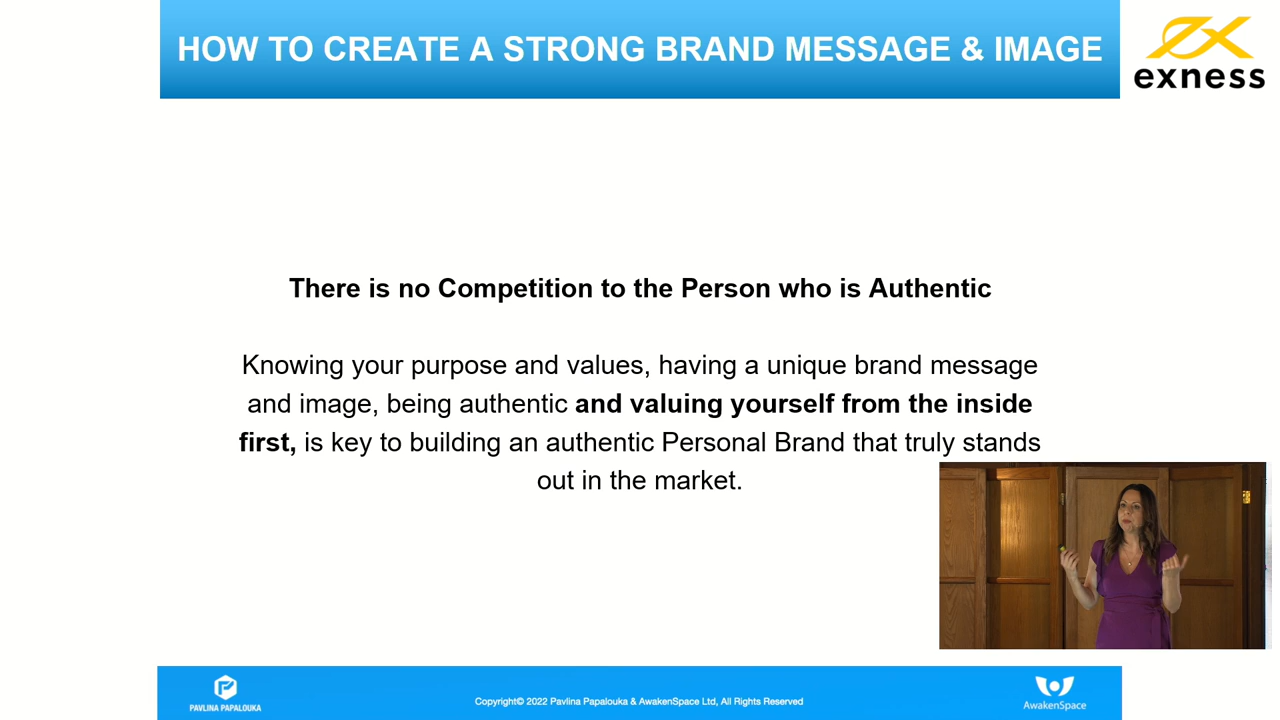 HOW TO CREATE A STRONG BRAND MESSAGE & IMAGE
exness
There is no Competition to the Person who is Authentic
Knowing your purpose and values, having a unique brand message
and image, being authentic and valuing yourself from the inside
first, is key to building an authentic Personal Brand that truly stands
out in the market.
PAVLINA PAPALOUKA
Copyright© 2022 Pavlina Papalouka & AwakenSpace Ltd, All Rights Reserved
AwakenSpace